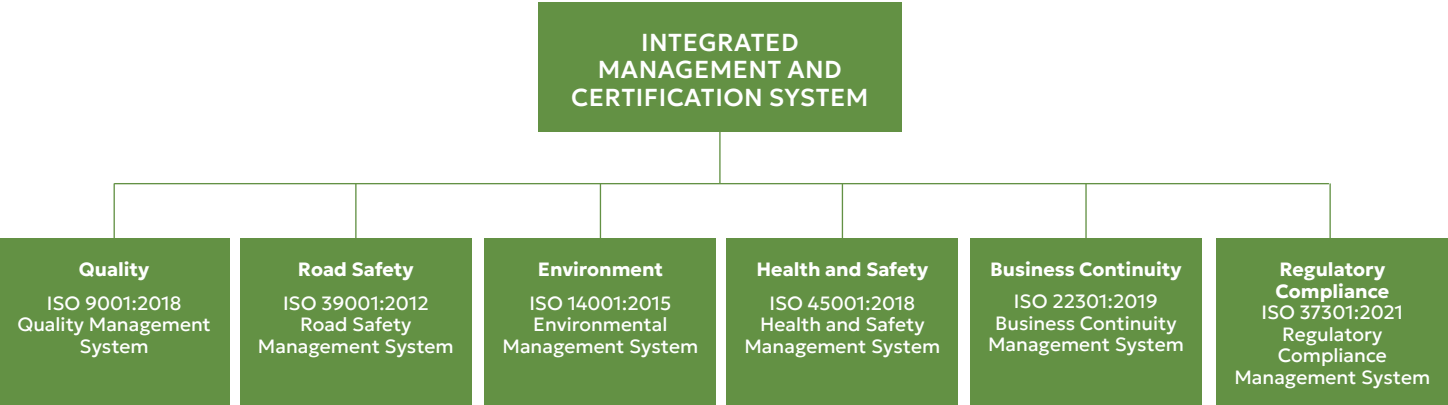 INTEGRATED
MANAGEMENT AND
CERTIFICATION SYSTEM
Quality
ISO 9001:2018
Quality Management
System
Road Safety
ISO 39001:2012
Road Safety
Management System
Environment
ISO 14001:2015
Environmental
Management System
Health and Safety
ISO 45001:2018
Health and Safety
Management System
Business Continuity
ISO 22301:2019
Business Continuity
Management System
Regulatory
Compliance
ISO 37301:2021
Regulatory
Compliance
Management System